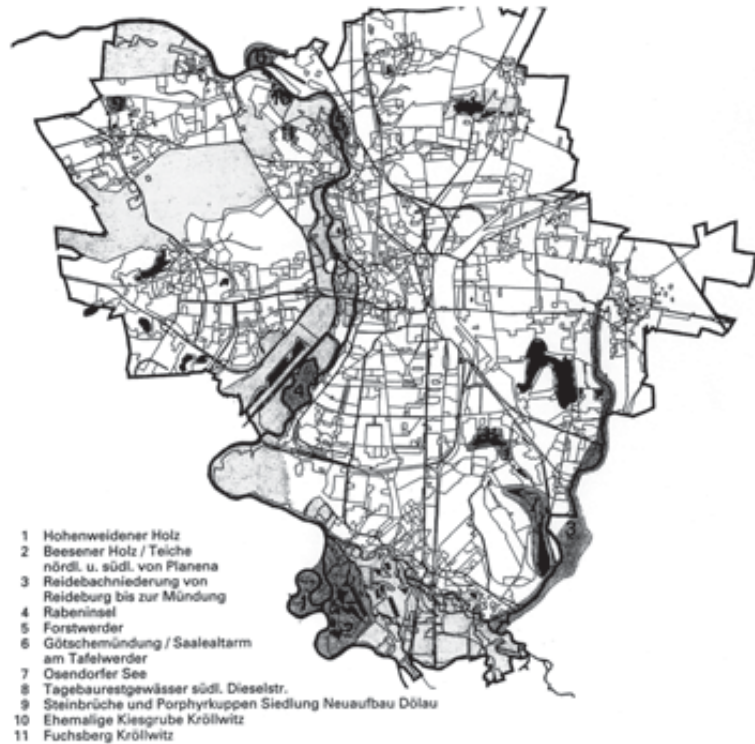 4
3
1 Hohenweidener Holz
2 Beesener Holz / Teiche
nördl. u. südl. von Planena
3 Reidebachniederung von
Reideburg bis zur Mündung
4 Rabeninsel
5 Forstwerder
6 Götschemündung / Saalealtarm
am Tafelwerder
7 Osendorfer See
8 Tagebaurestgewässer südl. Dieselstr.
9 Steinbrüche und Porphyrkuppen Siedlung Neuaufbau Dölau
10 Ehemalige Kiesgrube Kröllwitz
11 Fuchsberg Kröllwitz